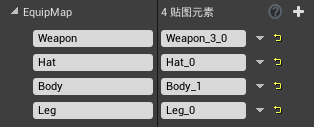 EquipMap 4 贴图元素
Weapon Weapon_3_0
Hat Hat_0
Body Body_1
Leg Leg_0